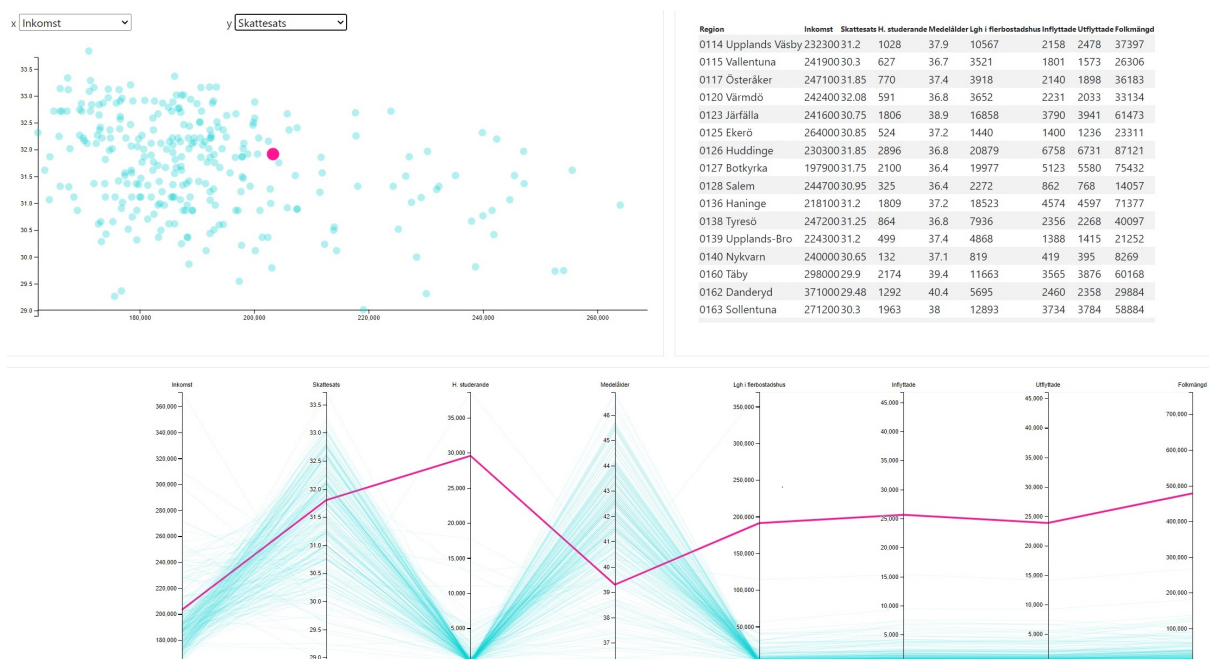 x Inkomst y Skattesats
33.5
33.0
32.5
32.0
31.5
31.0
30.5
30.0
29.5
29.0
180,000 200,000 220,000 240,000 260,000
Region Inkomst Skattesats H. studerande Medelålder Lgh i flerbostadshus Inflyttade Utflyttade Folkmängd
0114 Upplands Väsby 232300 31.2 1028 37.9 10567 2158 2478 37397
0115 Vallentuna 241900 30.3 627 36.7 3521 1801 1573 26306
0117 Österåker 247100 31.85 770 37.4 3918 2140 1898 36183
0120 Värmdö 242400 32.08 591 36.8 3652 2231 2033 33134
0123 Järfälla 241600 30.75 1806 38.9 16858 3790 3941 61473
0125 Ekerö 264000 30.85 524 37.2 1440 1400 1236 23311
0126 Huddinge 230300 31.85 2896 36.8 20879 6758 6731 87121
0127 Botkyrka 197900 31.75 2100 36.4 19977 5123 5580 75432
0128 Salem 244700 30.95 325 36.4 2272 862 768 14057
0136 Haninge 218100 31.2 1809 37.2 18523 4574 4597 71377
0138 Tyresö 247200 31.25 864 36.8 7936 2356 2268 40097
0139 Upplands-Bro 224300 31.2 499 37.4 4868 1388 1415 21252
0140 Nykvarn 240000 30.65 132 37.1 819 419 395 8269
0160 Täby 298000 29.9 2174 39.4 11663 3565 3876 60168
0162 Danderyd 371000 29.48 1292 40.4 5695 2460 2358 29884
0163 Sollentuna 271200 30.3 1963 38 12893 3734 3784 58884
Inkomst Skattesats H. studerande Medelålder Lgh i flerbostadshus Inflyttade Utflyttade Folkmängd
360,000 33.5 35,000 46 350,000 45,000 45,000 700,000
340,000 33.0 30,000 45 300,000 40,000 40,000 600,000
320,000 32.5 25,000 44 250,000 35,000 35,000 500,000
300,000 32.0 20,000 43 200,000 30,000 30,000 400,000
280,000 31.5 15,000 42 150,000 25,000 25,000 300,000
260,000 31.0 10,000 41 100,000 20,000 20,000 200,000
240,000 30.5 5,000 40 50,000 15,000 15,000 100,000
220,000 30.0 39 10,000 10,000
200,000 29.5 38 5,000 5,000
180,000 29.0 37